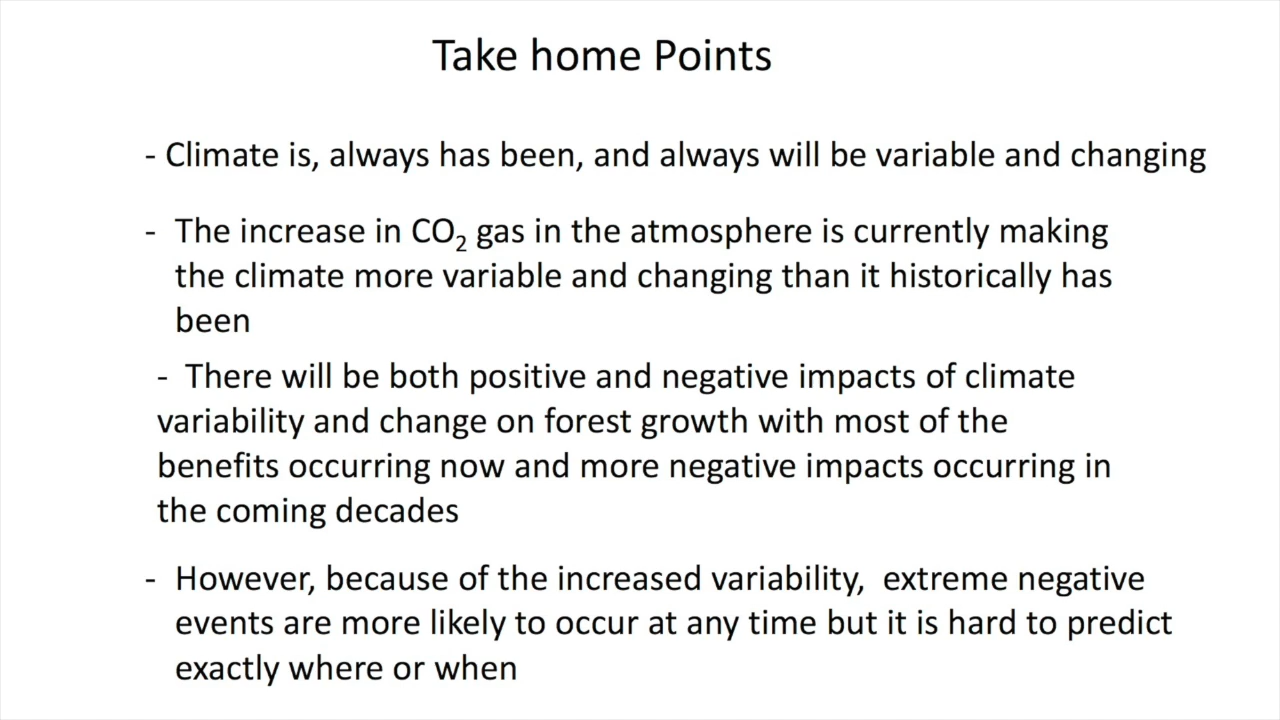 Take home Points
- Climate is, always has been, and always will be variable and changing
- The increase in CO₂ gas in the atmosphere is currently making
the climate more variable and changing than it historically has
been
- There will be both positive and negative impacts of climate
variability and change on forest growth with most of the
benefits occurring now and more negative impacts occurring in
the coming decades
- However, because of the increased variability, extreme negative
events are more likely to occur at any time but it is hard to predict
exactly where or when